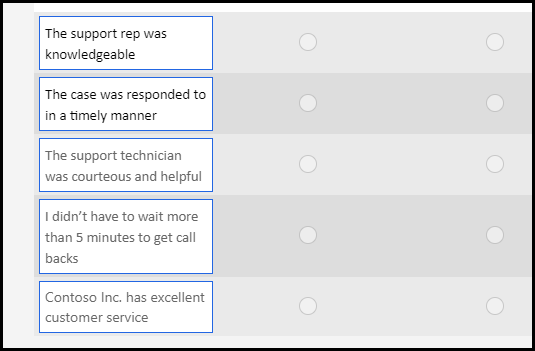 The support rep was
knowledgeable
The case was responded to
in a timely manner
The support technician
was courteous and helpful
I didn’t have to wait more
than 5 minutes to get call
backs
Contoso Inc. has excellent
customer service